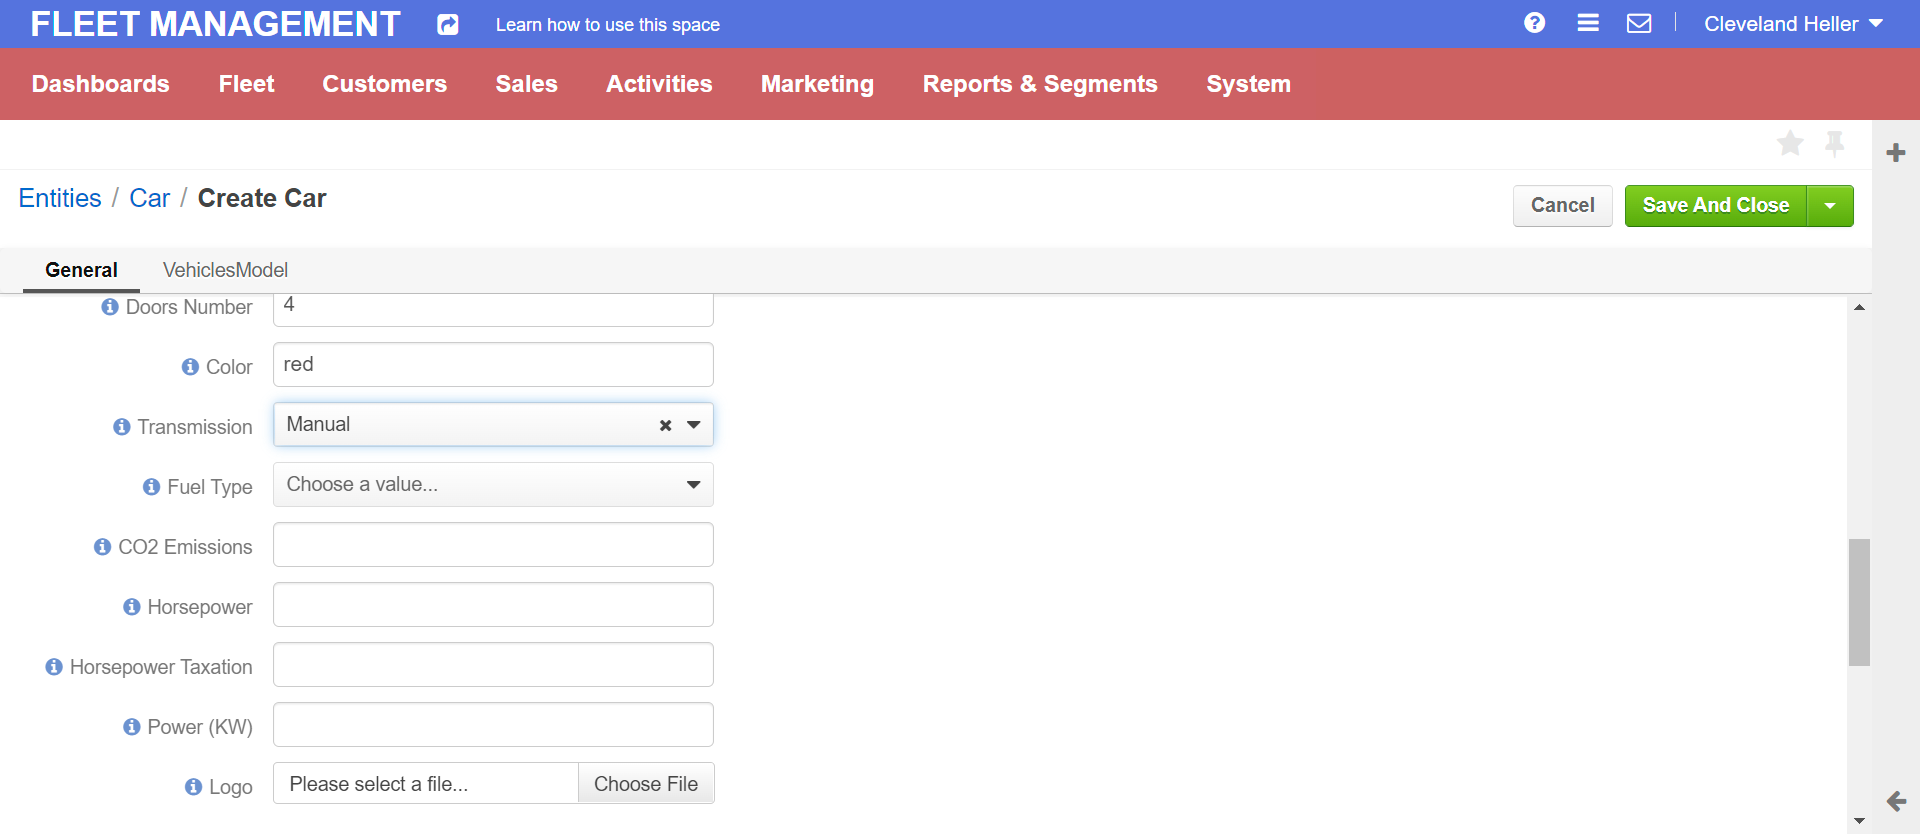 FLEET MANAGEMENT Learn how to use this space Cleveland Heller
Dashboards Fleet Customers Sales Activities Marketing Reports & Segments System
Entities / Car / Create Car Cancel Save And Close
General VehiclesModel
Doors Number 4
Color red
Transmission Manual
Fuel Type Choose a value...
CO2 Emissions
Horsepower
Horsepower Taxation
Power (KW)
Logo Please select a file... Choose File